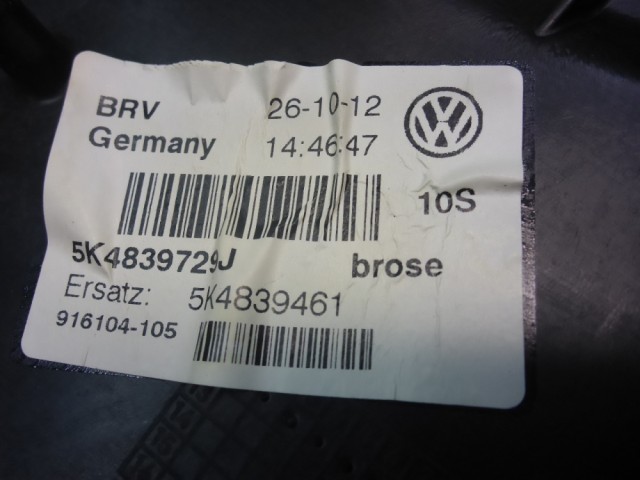 BRV 26-10-12
Germany 14:46:47
10S
5K4839729J brose
Ersatz: 5K4839461
916104-105